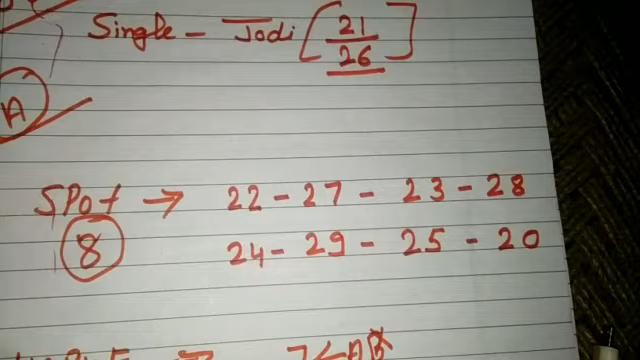 Single - Jodi [21/26]
A
SPot → 22 - 27 - 23 - 28
8 24 - 29 - 25 - 20